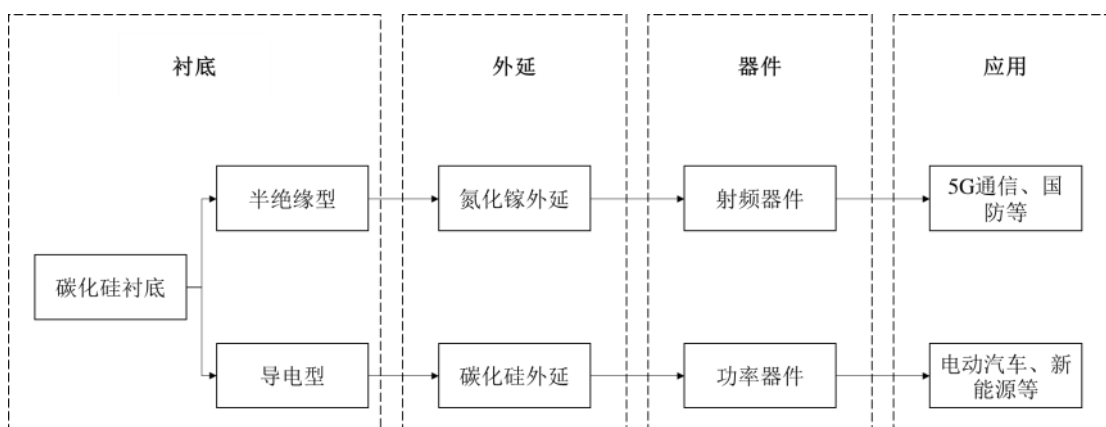 衬底
外延
器件
应用
半绝缘型
氮化镓外延
射频器件
5G通信、国
防等
碳化硅衬底
导电型
碳化硅外延
功率器件
电动汽车、新
能源等